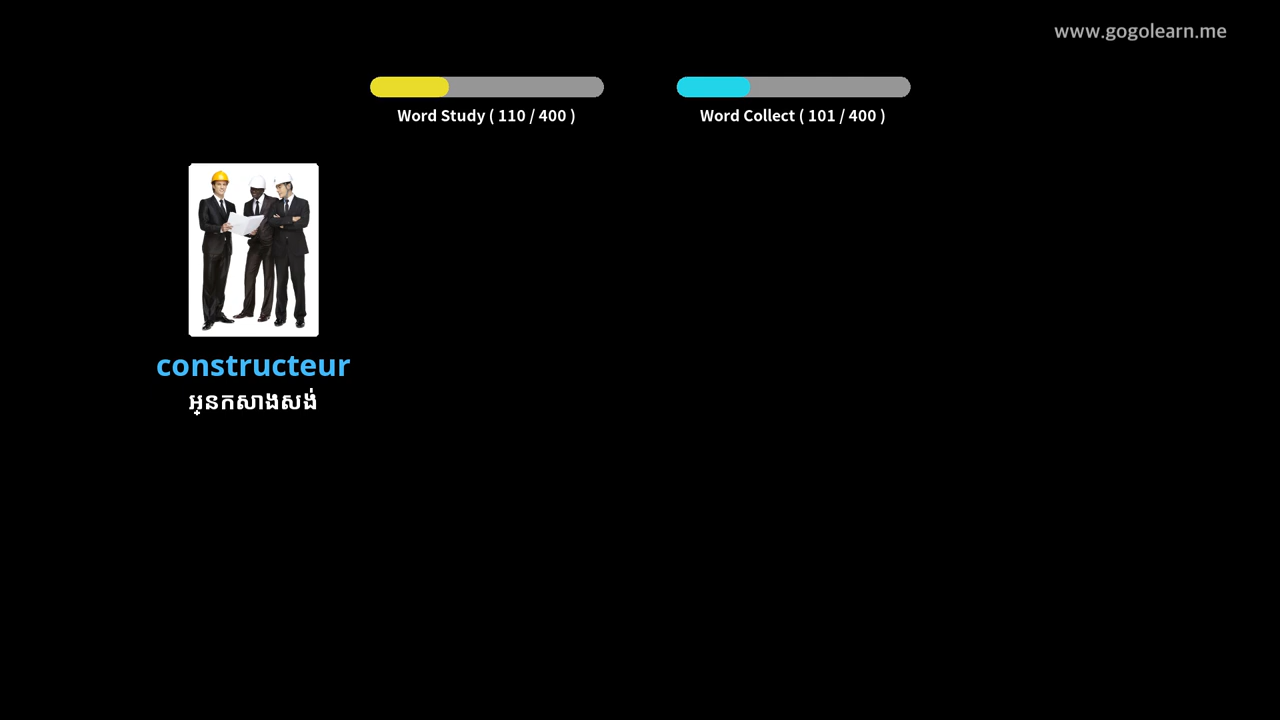 www.gogolearn.me
Word Study ( 110 / 400 )
Word Collect ( 101 / 400 )
constructeur
អ្នកសាងសង់